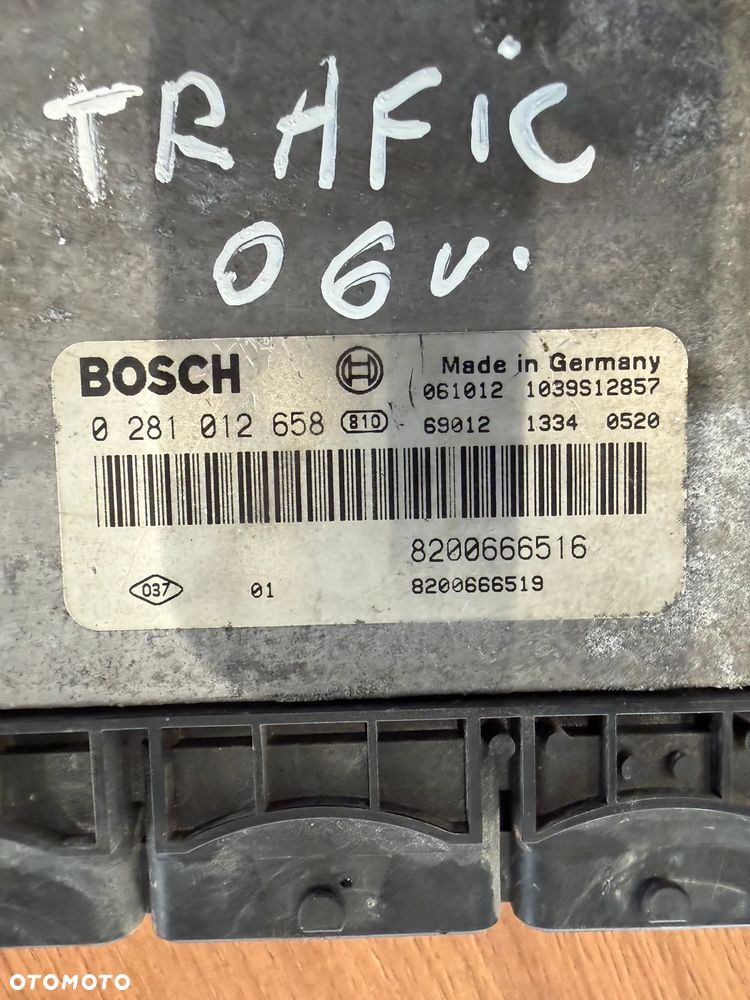 TRAFiC
06v.
BOSCH Made in Germany
061012 1039S12857
0 281 012 658 810 69012 1334 0520
8200666516
037 01 8200666519
OTOMOTO